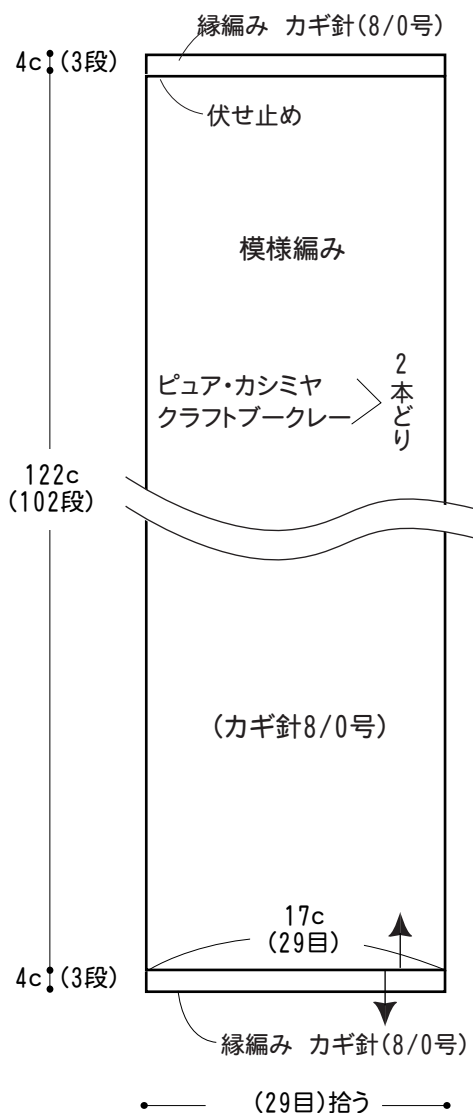 縁編み カギ針(8/0号)
4c (3段)
伏せ止め
模様編み
ピュア・カシミヤ
クラフトブークレー
2本どり
122c
(102段)
(カギ針8/0号)
17c
(29目)
4c (3段)
縁編み カギ針(8/0号)
(29目)拾う